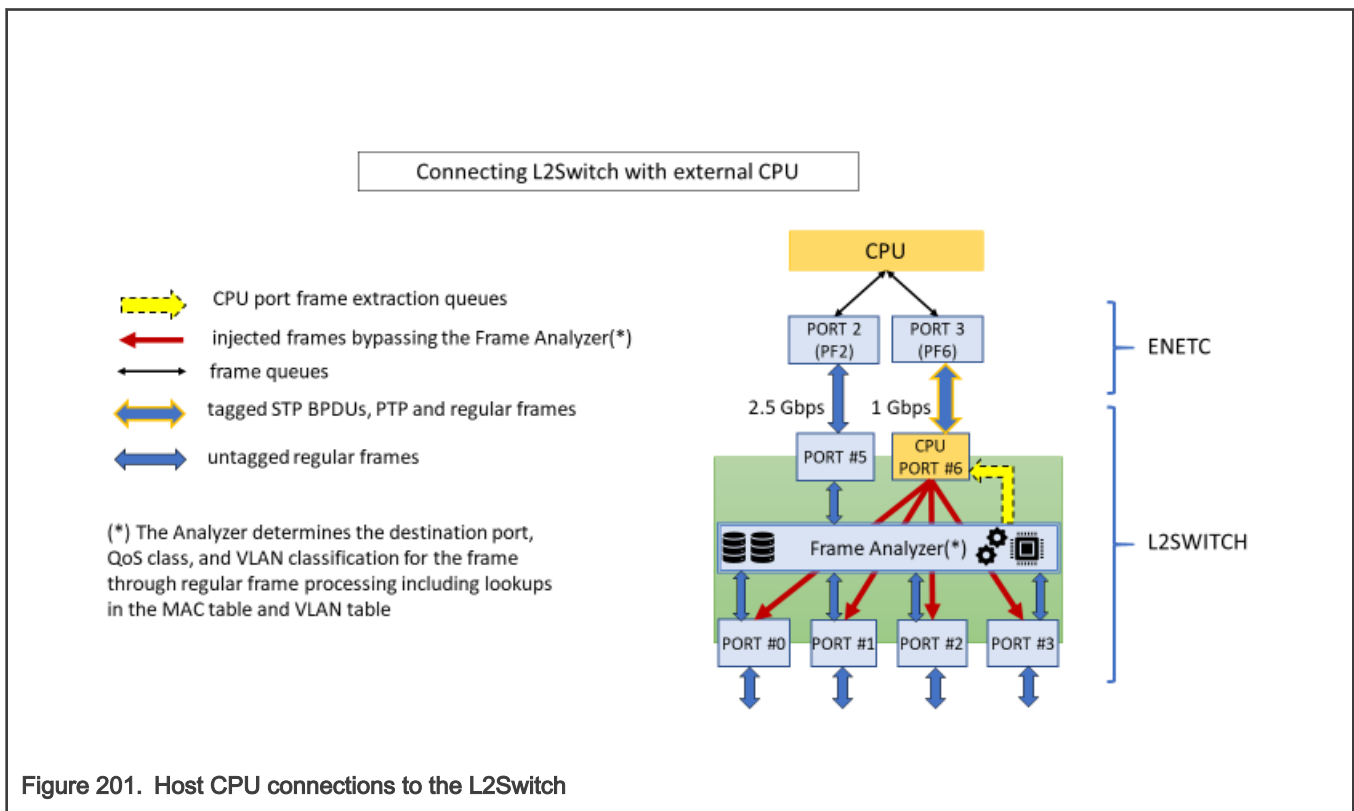 Connecting L2Switch with external CPU
CPU
CPU port frame extraction queues
injected frames bypassing the Frame Analyzer(*)
frame queues
tagged STP BPDUs, PTP and regular frames
untagged regular frames
(*) The Analyzer determines the destination port,
QoS class, and VLAN classification for the frame
through regular frame processing including lookups
in the MAC table and VLAN table
PORT 2
(PF2)
PORT 3
(PF6)
ENETC
2.5 Gbps
1 Gbps
PORT #5
CPU
PORT #6
Frame Analyzer(*)
L2SWITCH
PORT #0
PORT #1
PORT #2
PORT #3
Figure 201. Host CPU connections to the L2Switch